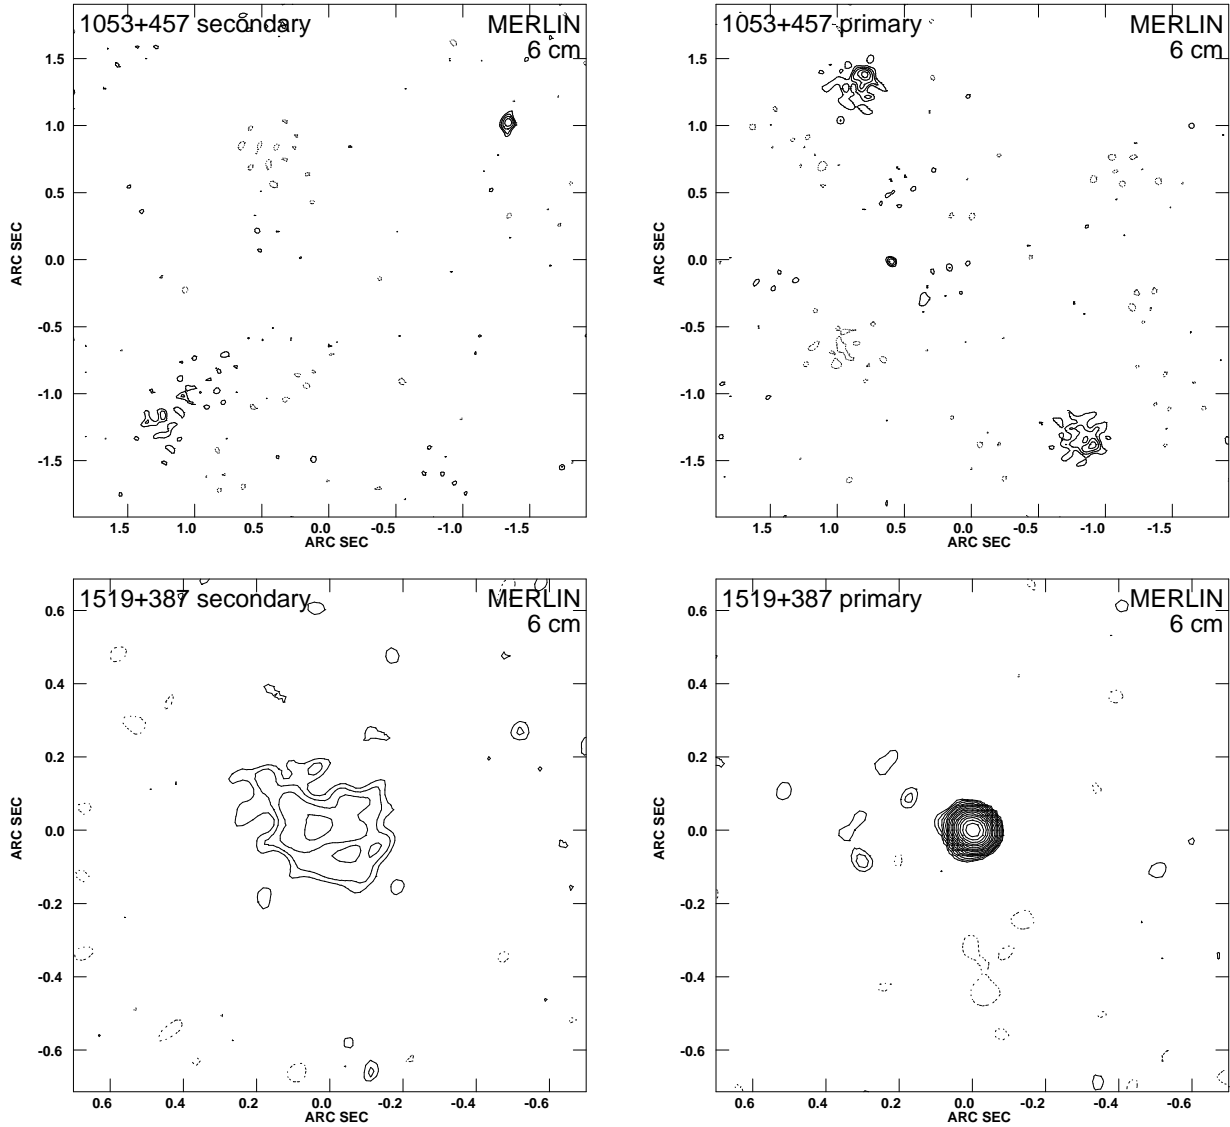 1053+457 secondary
MERLIN
6 cm
1.5
1.0
0.5
0.0
-0.5
-1.0
-1.5
ARC SEC
1.5 1.0 0.5 0.0 -0.5 -1.0 -1.5
ARC SEC
1053+457 primary
MERLIN
6 cm
1.5
1.0
0.5
0.0
-0.5
-1.0
-1.5
ARC SEC
1.5 1.0 0.5 0.0 -0.5 -1.0 -1.5
ARC SEC
1519+387 secondary
MERLIN
6 cm
0.6
0.4
0.2
0.0
-0.2
-0.4
-0.6
ARC SEC
0.6 0.4 0.2 0.0 -0.2 -0.4 -0.6
ARC SEC
1519+387 primary
MERLIN
6 cm
0.6
0.4
0.2
0.0
-0.2
-0.4
-0.6
ARC SEC
0.6 0.4 0.2 0.0 -0.2 -0.4 -0.6
ARC SEC